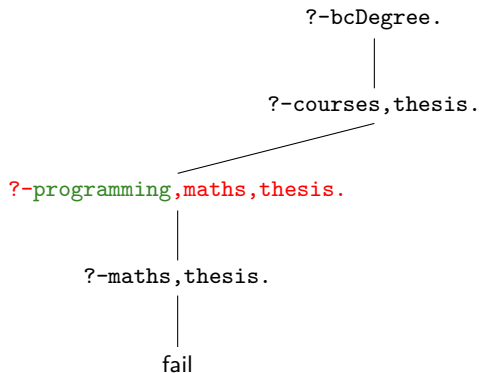 ?-bcDegree.
?-courses,thesis.
?-programming,maths,thesis.
?-maths,thesis.
fail